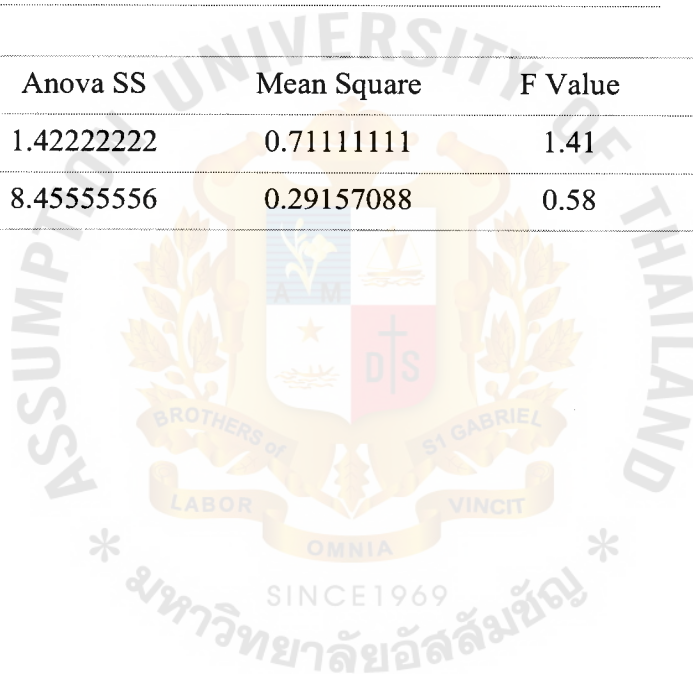 UNIVERSITY OF
Anova SS Mean Square F Value
1.42222222 0.71111111 1.41
8.45555556 0.29157088 0.58
ASSUMPTION
THAILAND
A M
D S
BROTHERS of ST GABRIEL
LABOR VINCIT
OMNIA
* *
SINCE1969
มหาวิทยาลัยอัสสัมชัญ